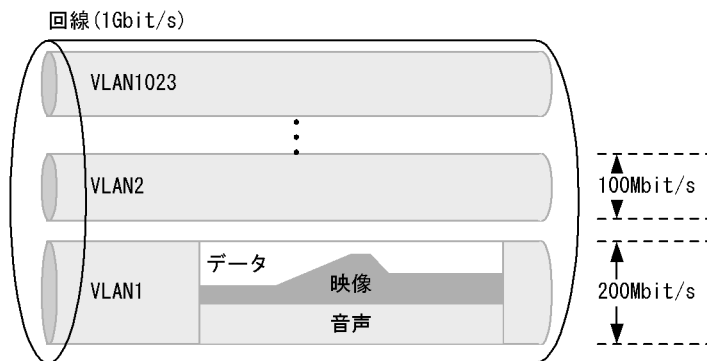 回線(1Gbit/s)
VLAN1023
VLAN2
100Mbit/s
データ
映像
VLAN1
200Mbit/s
音声